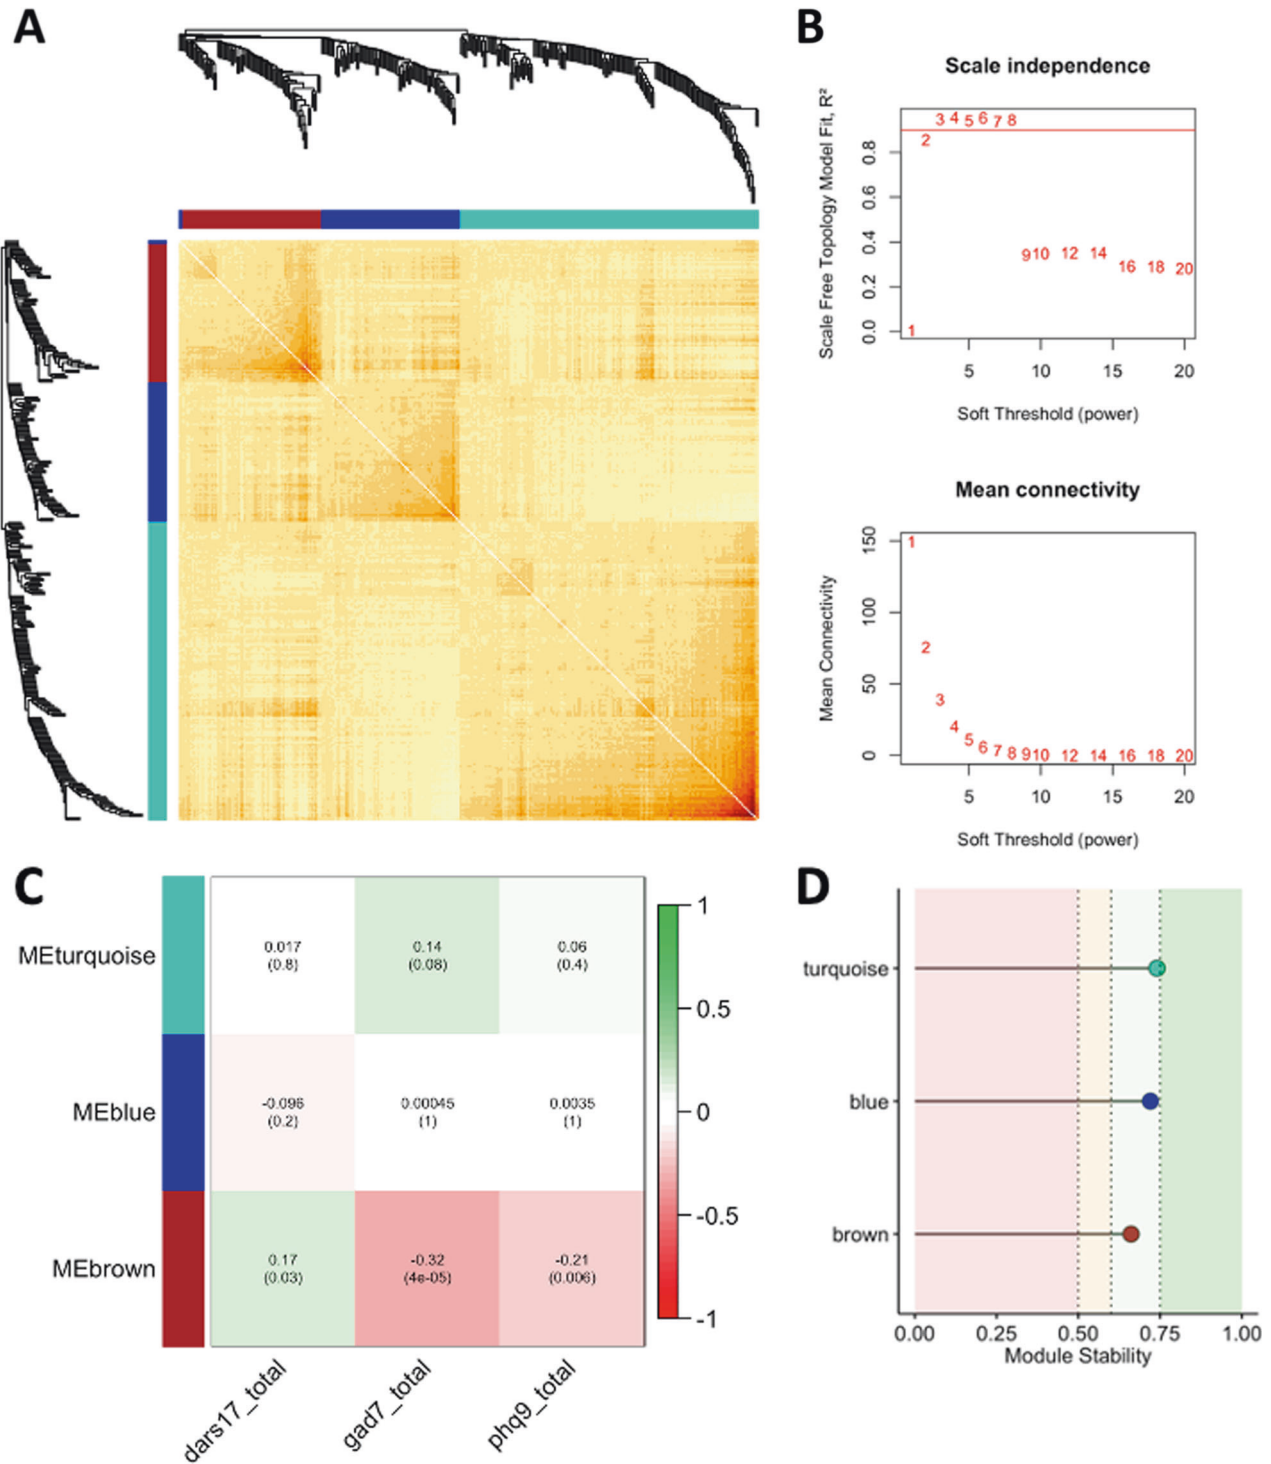 A
B
Scale independence
Scale Free Topology Model Fit, R²
0.0 0.2 0.4 0.6 0.8
1 2 3 4 5 6 7 8 9 10 12 14 16 18 20
5 10 15 20
Soft Threshold (power)
Mean connectivity
Mean Connectivity
0 50 100 150
1 2 3 4 5 6 7 8 9 10 12 14 16 18 20
5 10 15 20
Soft Threshold (power)
C
MEturquoise
0.017 0.14 0.06
(0.8) (0.08) (0.4)
MEblue
-0.096 0.00045 0.0035
(0.2) (1) (1)
MEbrown
0.17 -0.32 -0.21
(0.03) (4e-05) (0.006)
dars17_total gad7_total phq9_total
1
0.5
0
-0.5
-1
D
turquoise
blue
brown
0.00 0.25 0.50 0.75 1.00
Module Stability